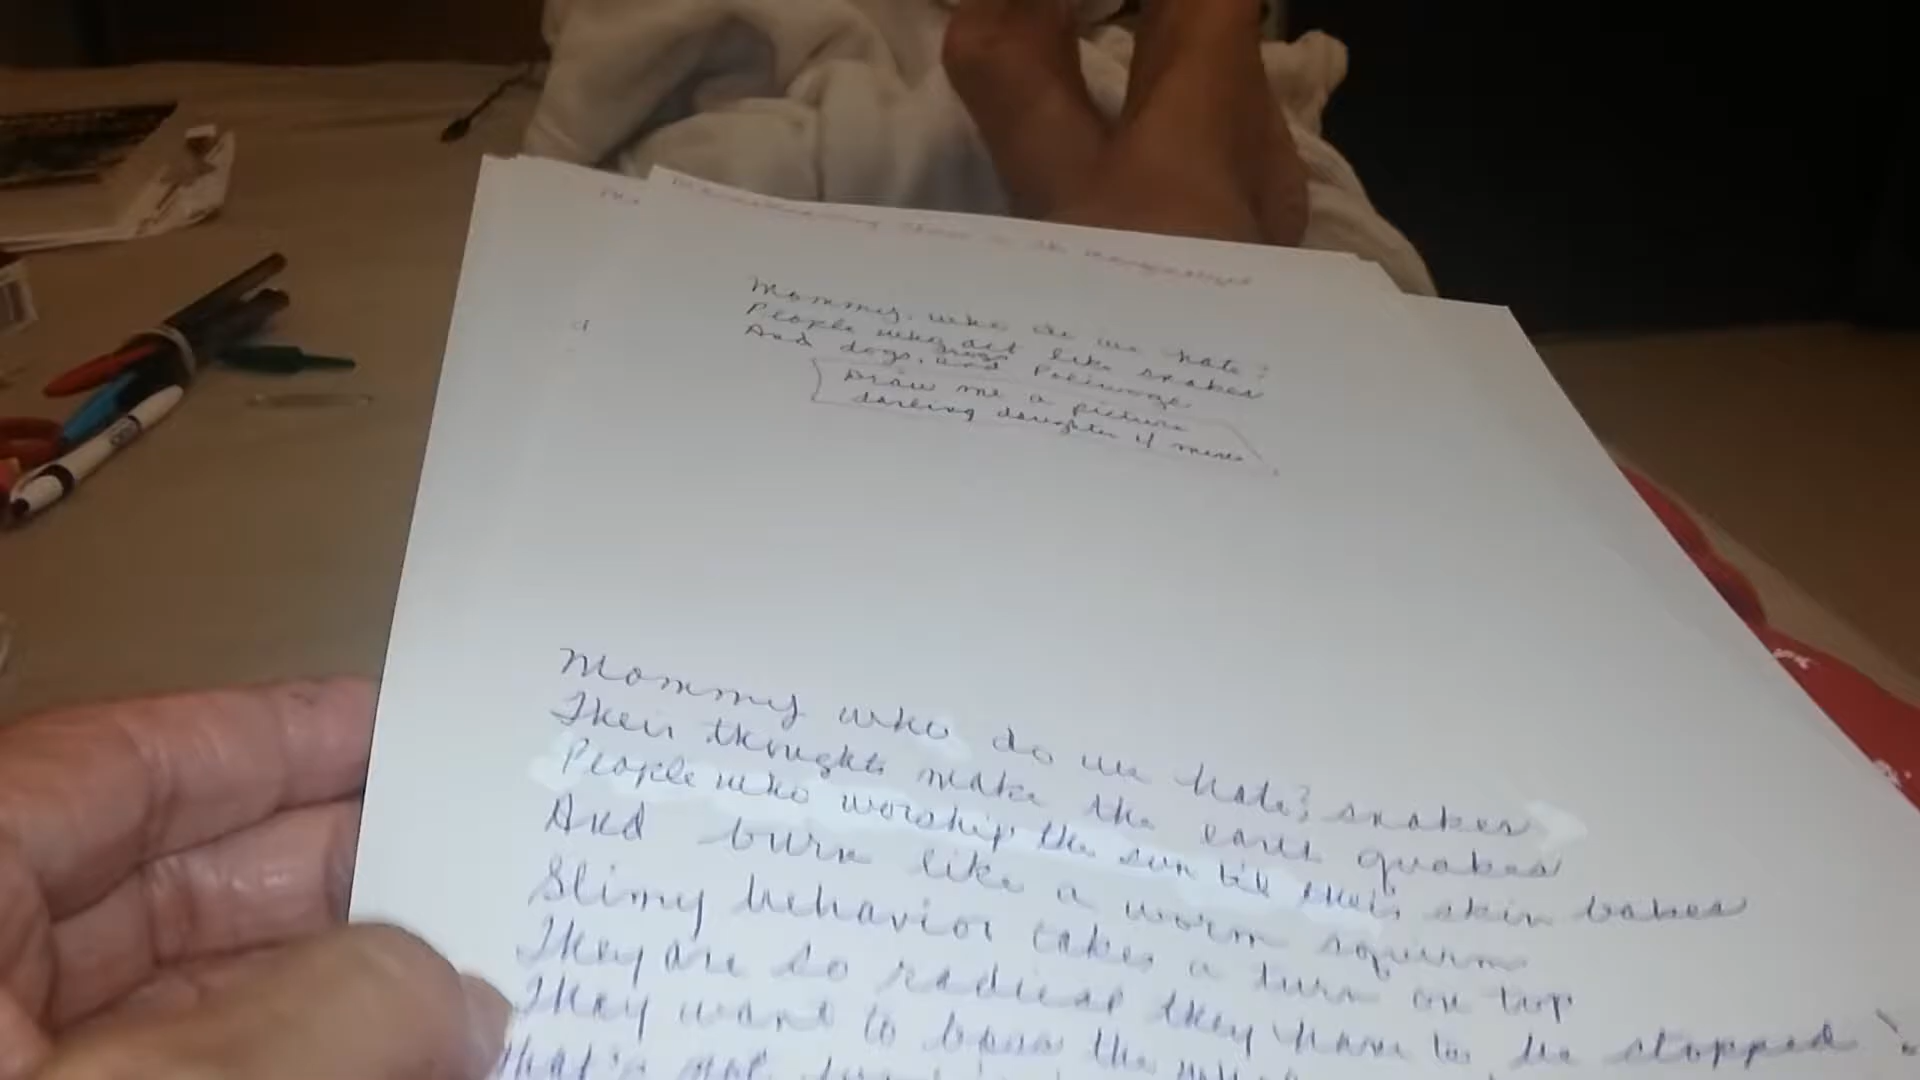 Mommy, who do we hate?
People who act like snakes
And dogs, and
Draw me a picture
darling daughter of mine
Mommy who do we hate? snakes
Their thoughts make the earth quakes
People who worship the sun til their skin bakes
And burn like a worm squirms
Slimy behavior takes a turn on top
They are so radical they have to be stopped
They want to the
That's not